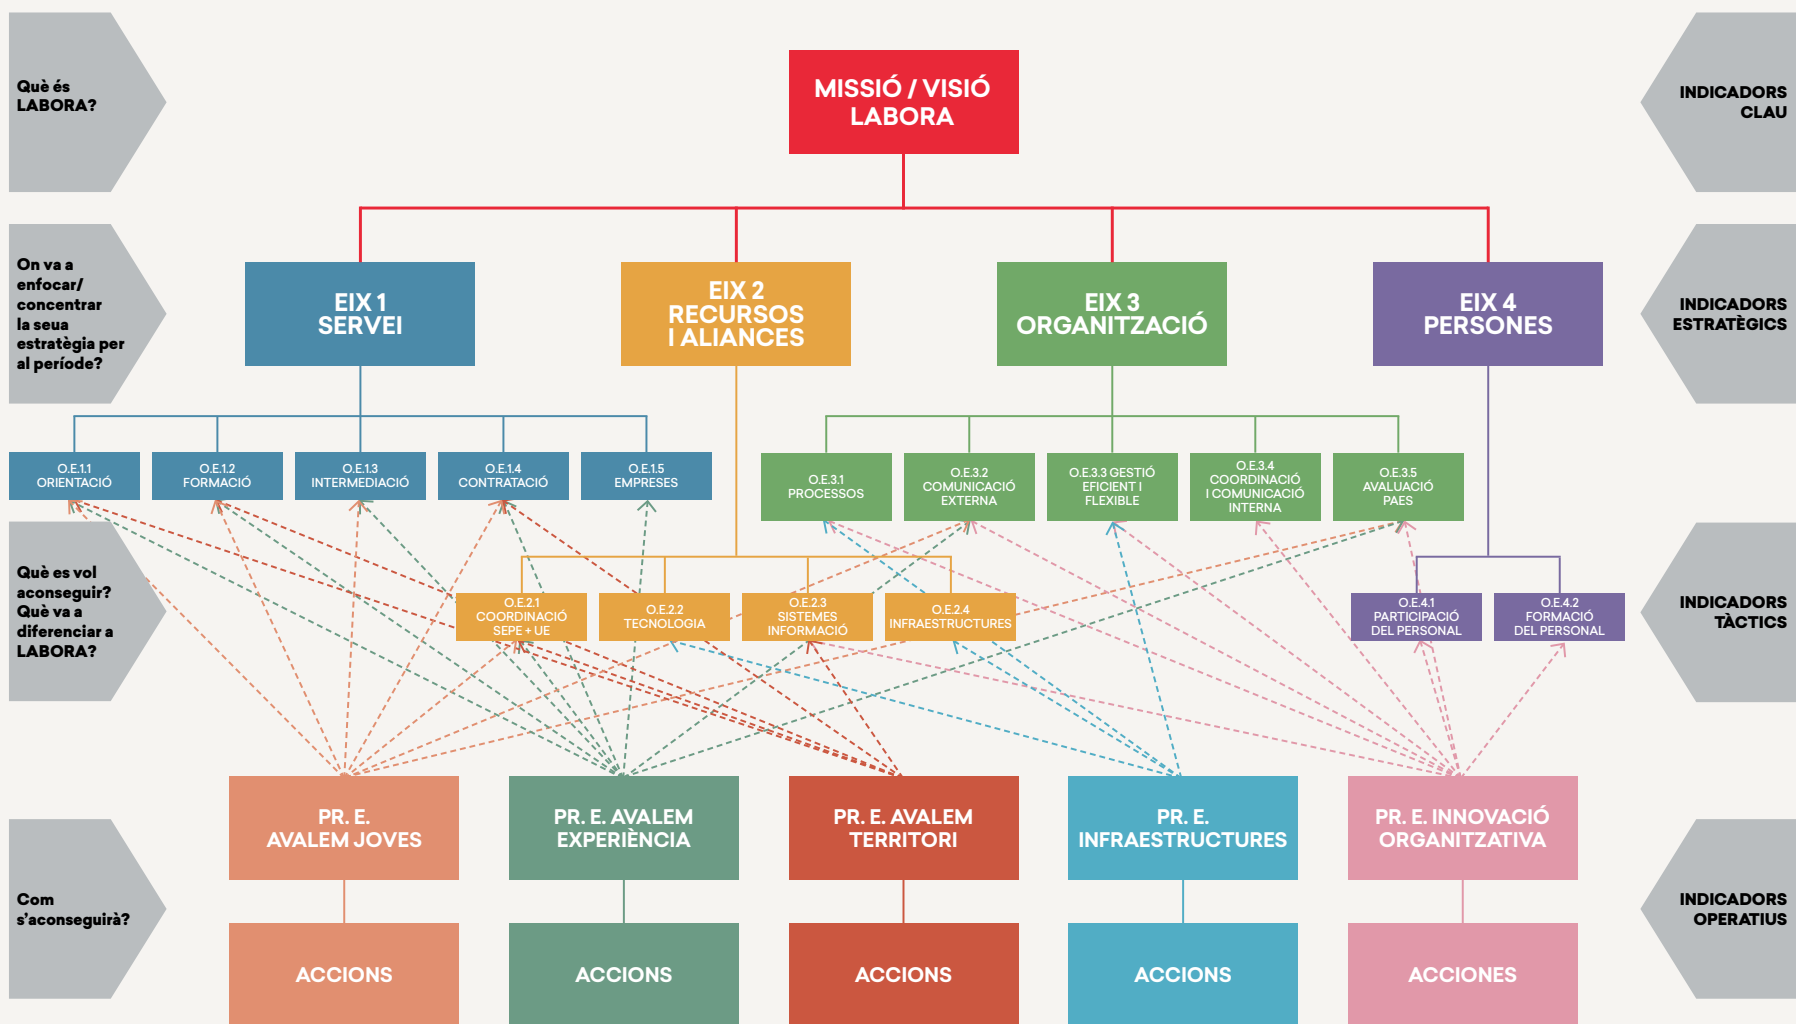 Què és
LABORA?
MISSIÓ / VISIÓ
LABORA
INDICADORS
CLAU
On va a
enfocar/
concentrar
la seua
estratègia per
al període?
EIX 1
SERVEI
EIX 2
RECURSOS
I ALIANCES
EIX 3
ORGANITZACIÓ
EIX 4
PERSONES
INDICADORS
ESTRATÈGICS
O.E.1.1
ORIENTACIÓ
O.E.1.2
FORMACIÓ
O.E.1.3
INTERMEDIACIÓ
O.E.1.4
CONTRATACIÓ
O.E.1.5
EMPRESES
O.E.3.1
PROCESSOS
O.E.3.2
COMUNICACIÓ
EXTERNA
O.E.3.3 GESTIÓ
EFICIENT I
FLEXIBLE
O.E.3.4
COORDINACIÓ
I COMUNICACIÓ
INTERNA
O.E.3.5
AVALUACIÓ
PAES
Què es vol
aconseguir?
Què va a
diferenciar a
LABORA?
O.E.2.1
COORDINACIÓ
SEPE + UE
O.E.2.2
TECNOLOGIA
O.E.2.3
SISTEMES
INFORMACIÓ
O.E.2.4
INFRAESTRUCTURES
O.E.4.1
PARTICIPACIÓ
DEL PERSONAL
O.E.4.2
FORMACIÓ
DEL PERSONAL
INDICADORS
TÀCTICS
PR. E.
AVALEM JOVES
PR. E. AVALEM
EXPERIÈNCIA
PR. E. AVALEM
TERRITORI
PR. E.
INFRAESTRUCTURES
PR. E. INNOVACIÓ
ORGANITZATIVA
Com
s'aconseguirà?
INDICADORS
OPERATIUS
ACCIONS
ACCIONS
ACCIONS
ACCIONS
ACCIONES